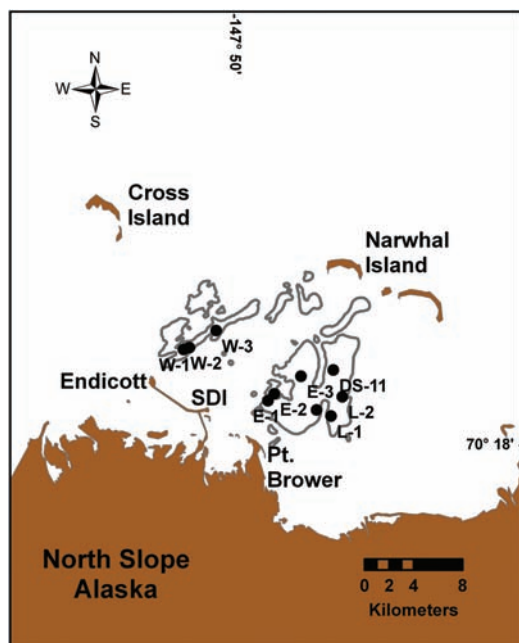 -147° 50'
N
W E
S
Cross
Island
Narwhal
Island
W-3
W-1 W-2
Endicott
SDI
DS-11
E-3
E-2
L-2
E-1
L-1
Pt.
Brower
70° 18'
North Slope
Alaska
0 2 4 8
Kilometers